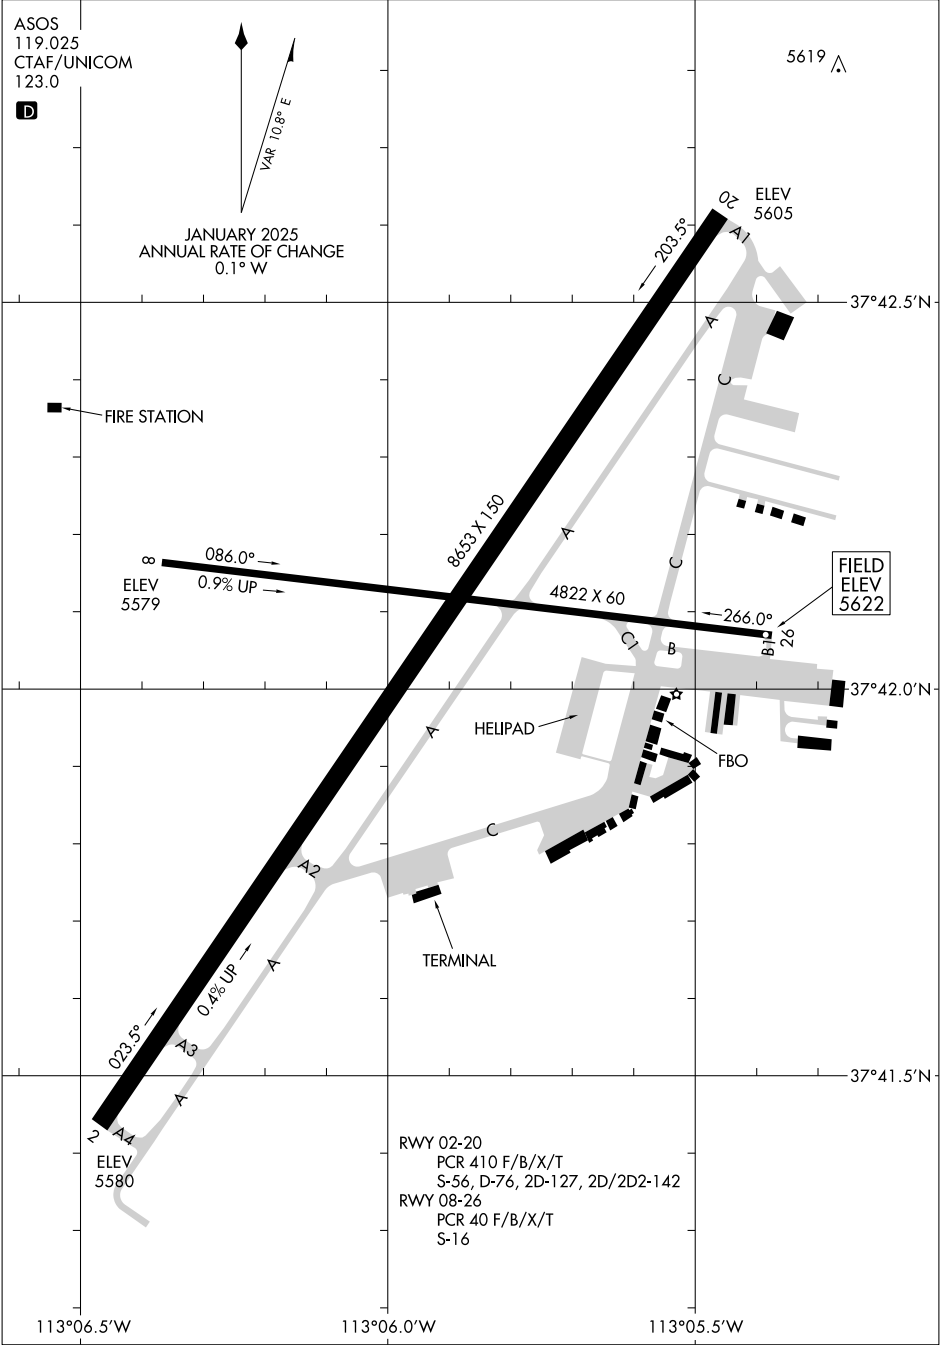 ASOS
119.025
CTAF/UNICOM
123.0
D
VAR 10.8° E
JANUARY 2025
ANNUAL RATE OF CHANGE
0.1° W
5619
20
ELEV
5605
A1
203.5°
37°42.5'N
A
C
FIRE STATION
8653 X 150
A
C
8
086.0°
0.9% UP
ELEV
5579
4822 X 60
266.0°
B1
26
FIELD
ELEV
5622
C1
B
37°42.0'N
HELIPAD
A
FBO
C
A2
TERMINAL
A
0.4% UP
023.5°
A3
37°41.5'N
A
2
A4
ELEV
5580
RWY 02-20
PCR 410 F/B/X/T
S-56, D-76, 2D-127, 2D/2D2-142
RWY 08-26
PCR 40 F/B/X/T
S-16
113°06.5'W
113°06.0'W
113°05.5'W